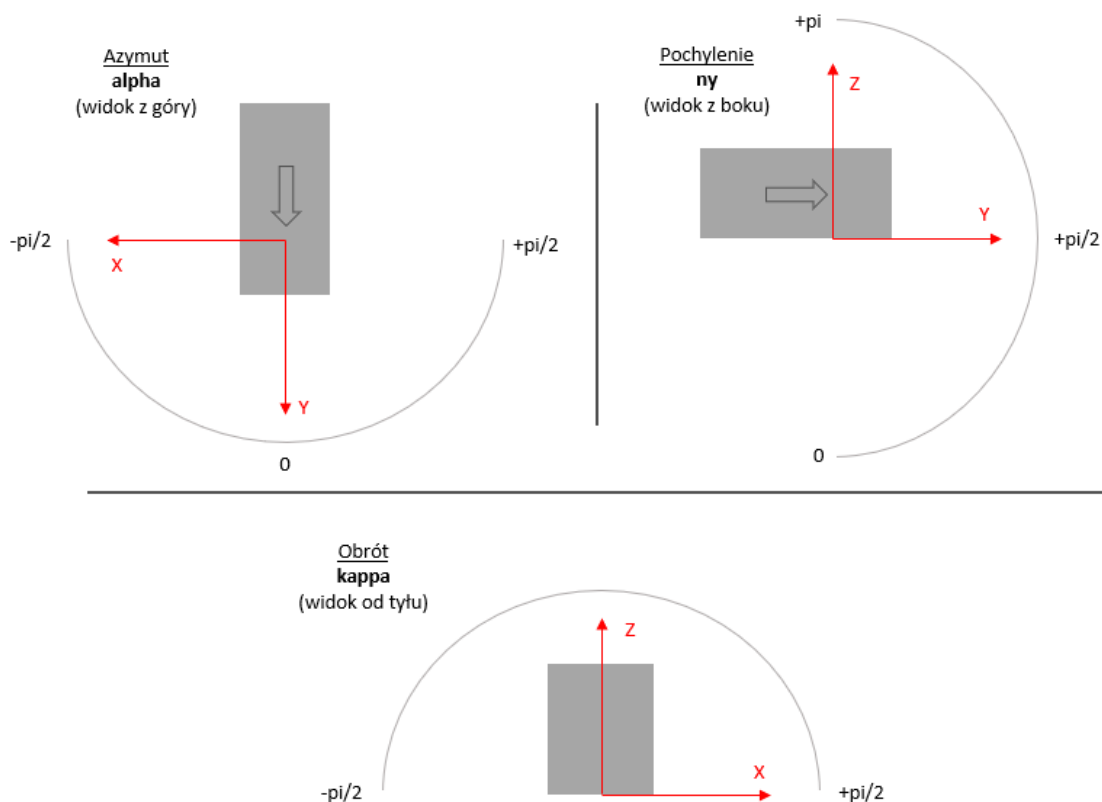 Azymut
alpha
(widok z góry)
-pi/2
X
Y
+pi/2
0
Pochylenie
ny
(widok z boku)
+pi
Z
Y
+pi/2
0
Obrót
kappa
(widok od tyłu)
Z
X
-pi/2
+pi/2